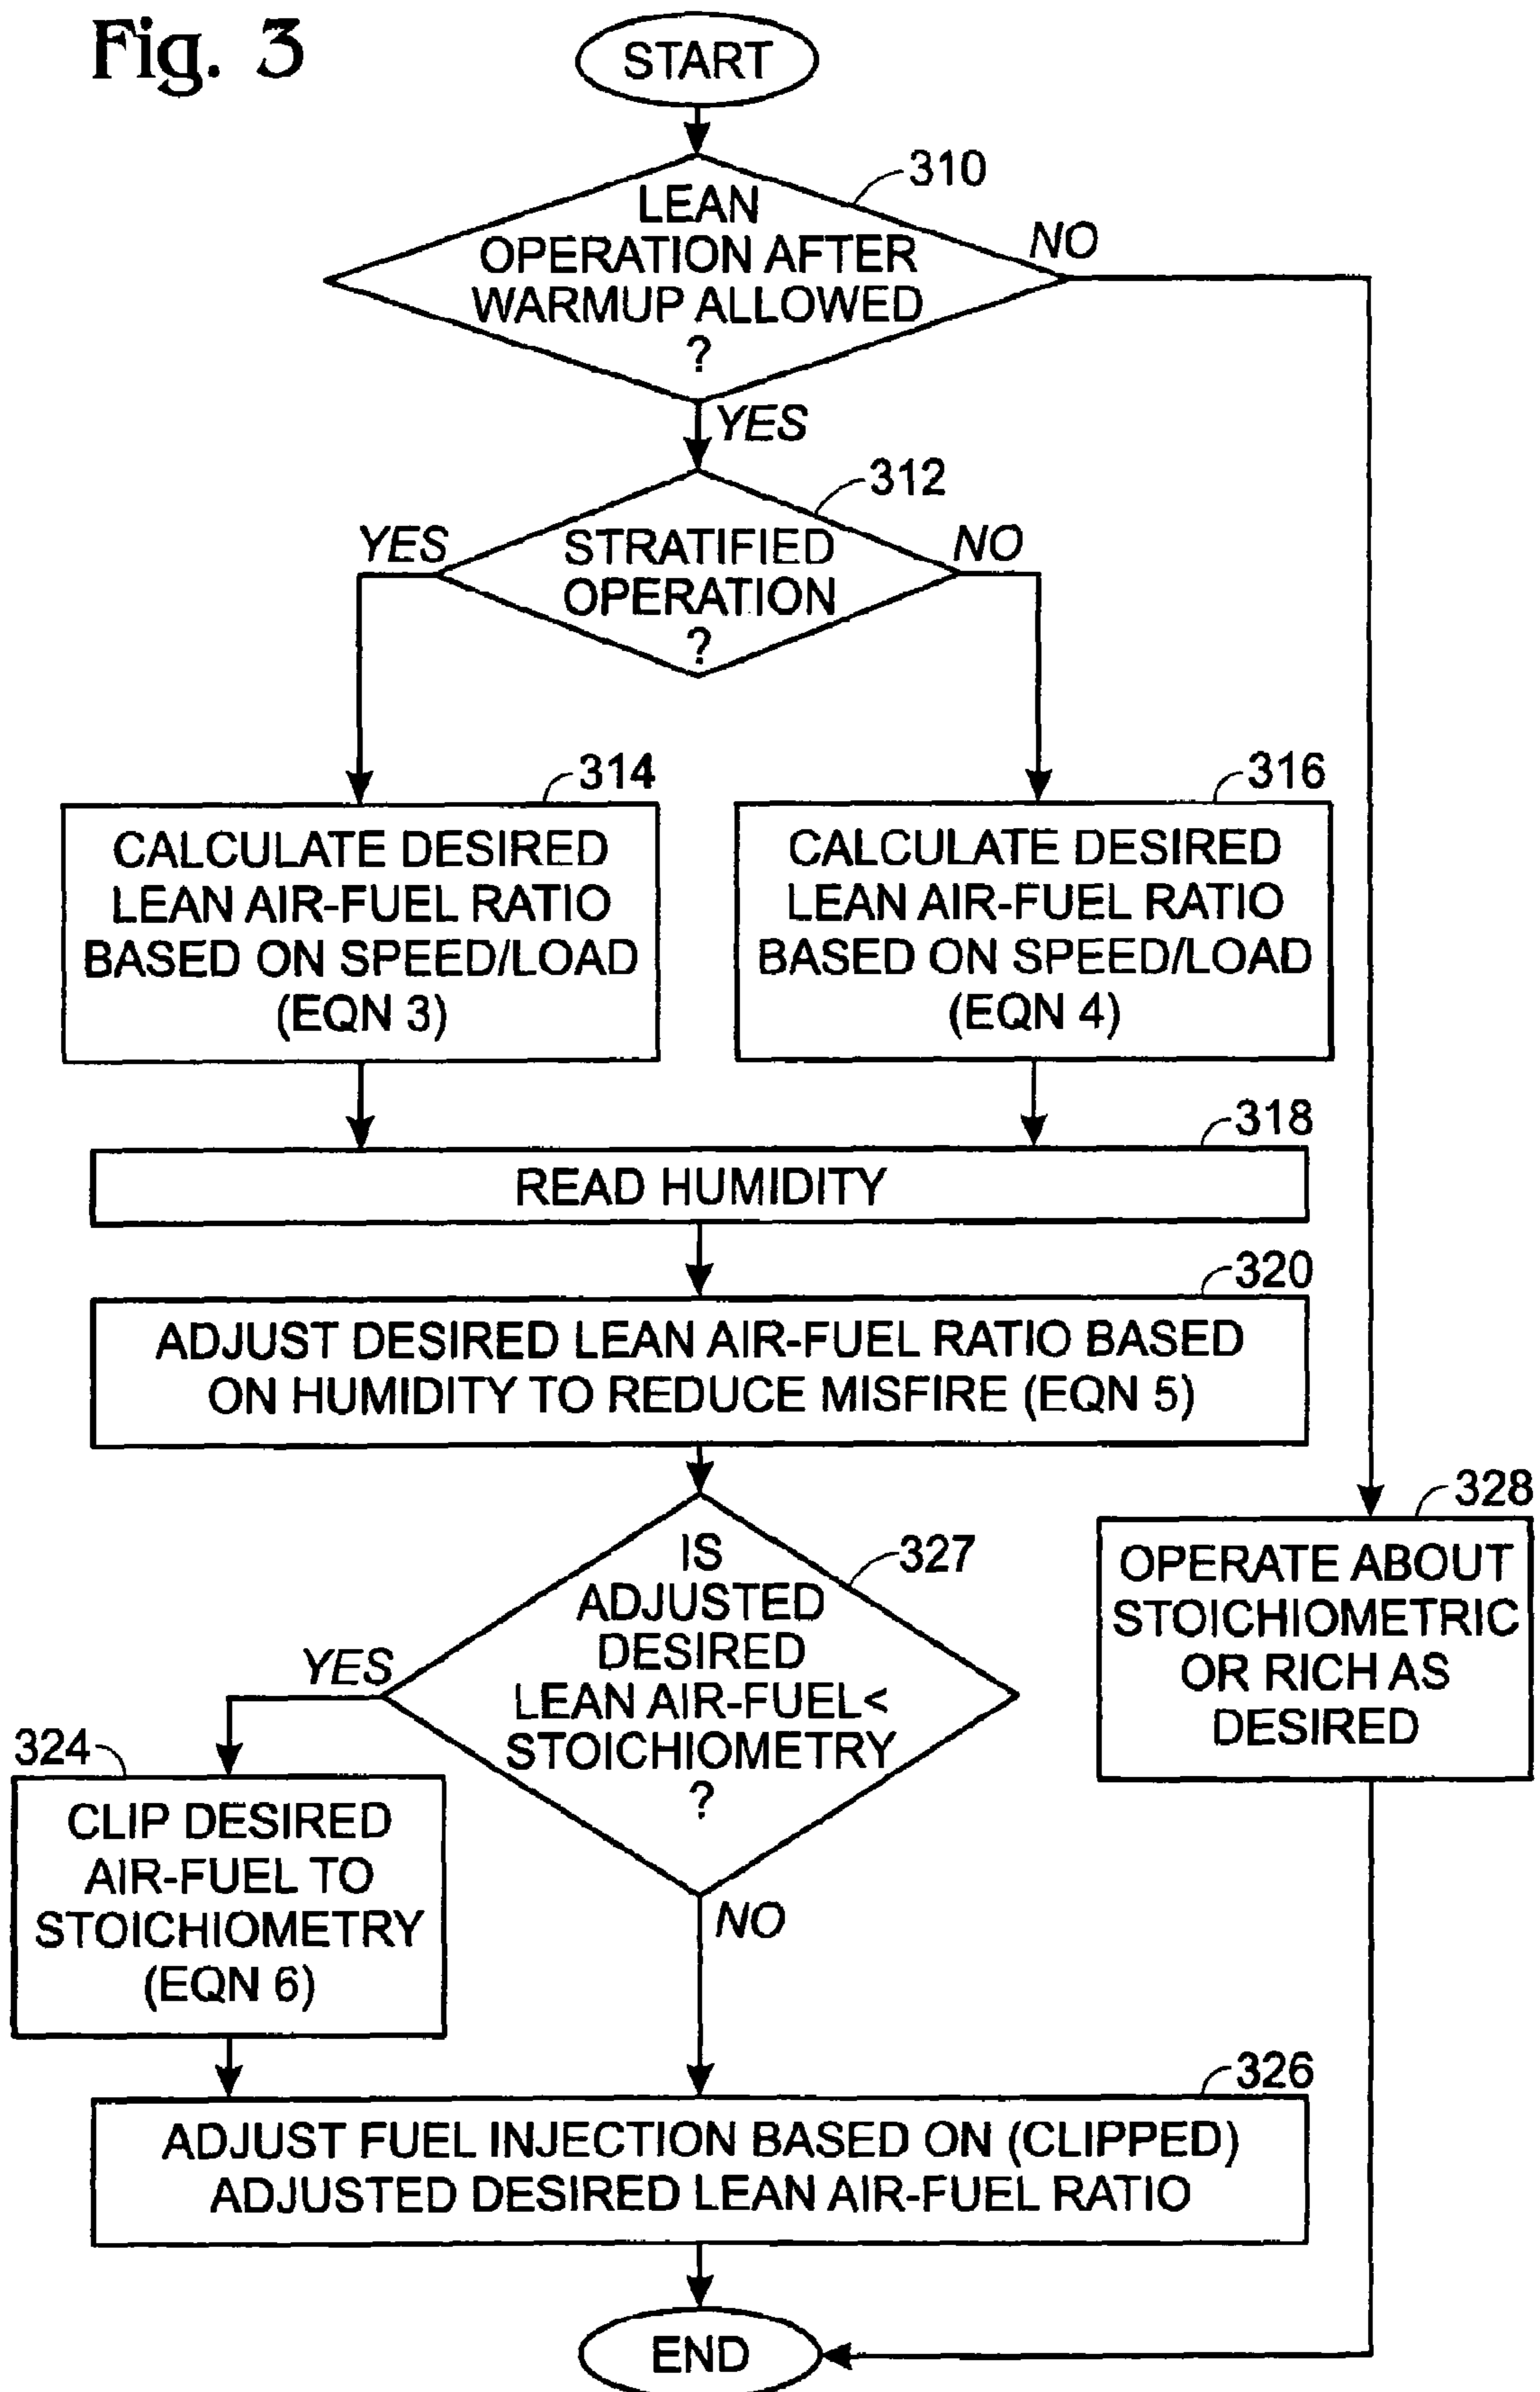 Fig. 3
START
310
LEAN
OPERATION AFTER
WARMUP ALLOWED
?
NO
YES
312
STRATIFIED
OPERATION
?
YES
NO
314
CALCULATE DESIRED
LEAN AIR-FUEL RATIO
BASED ON SPEED/LOAD
(EQN 3)
316
CALCULATE DESIRED
LEAN AIR-FUEL RATIO
BASED ON SPEED/LOAD
(EQN 4)
318
READ HUMIDITY
320
ADJUST DESIRED LEAN AIR-FUEL RATIO BASED
ON HUMIDITY TO REDUCE MISFIRE (EQN 5)
327
IS
ADJUSTED
DESIRED
LEAN AIR-FUEL<
STOICHIOMETRY
?
YES
NO
324
CLIP DESIRED
AIR-FUEL TO
STOICHIOMETRY
(EQN 6)
328
OPERATE ABOUT
STOICHIOMETRIC
OR RICH AS
DESIRED
326
ADJUST FUEL INJECTION BASED ON (CLIPPED)
ADJUSTED DESIRED LEAN AIR-FUEL RATIO
END